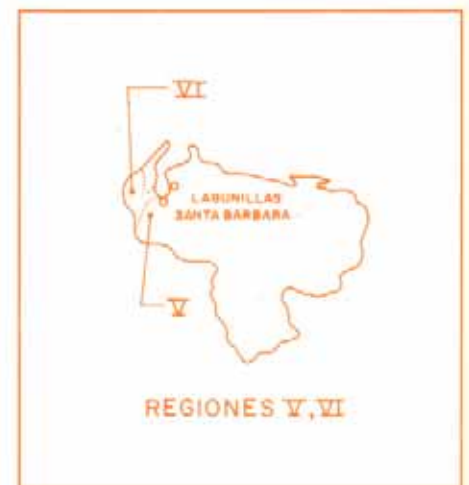 VI
LAGUNILLAS
SANTA BARBARA
V
REGIONES V, VI